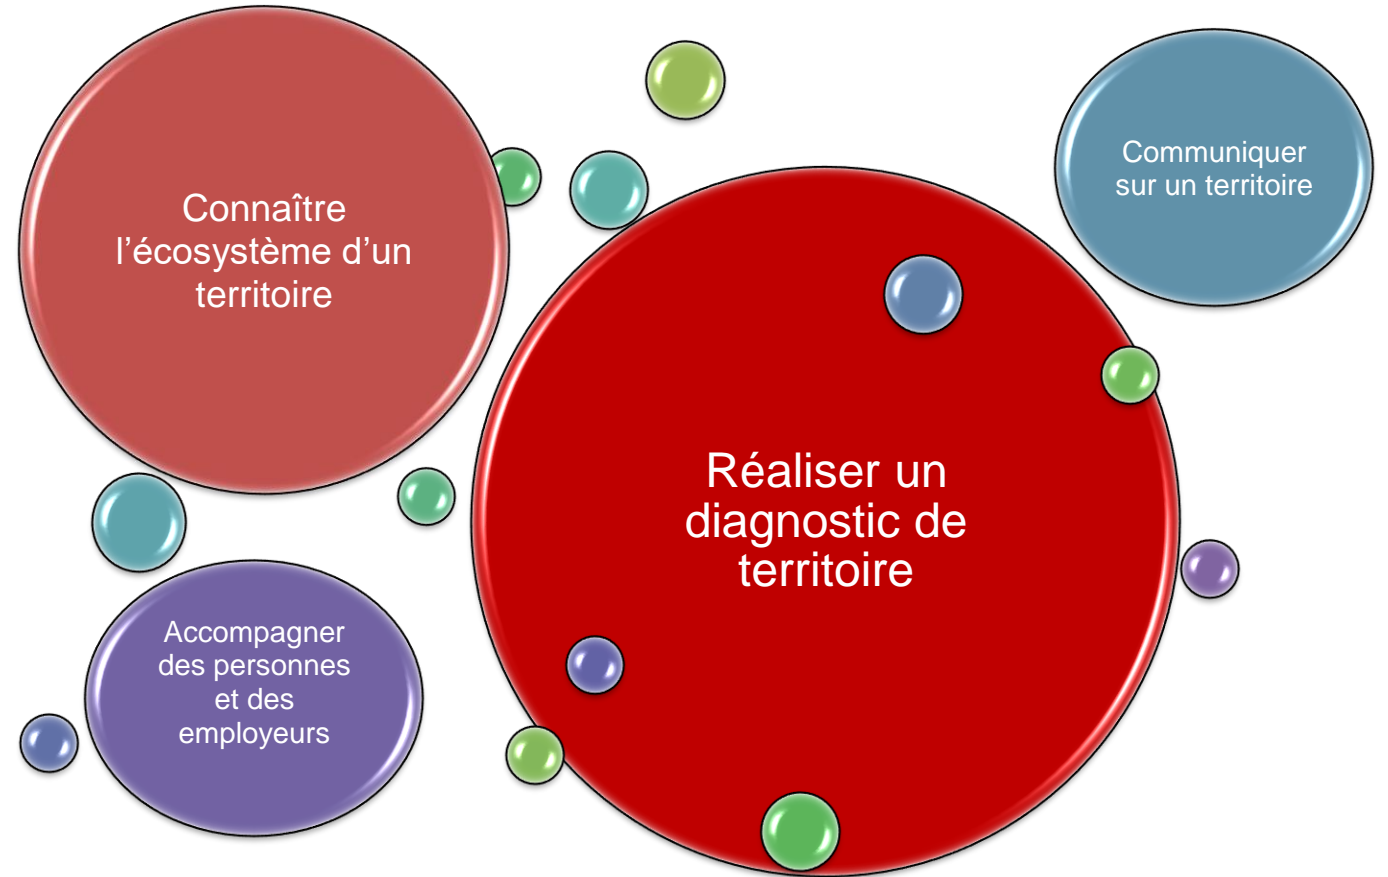 Connaître
l’écosystème d’un
territoire
Communiquer
sur un territoire
Réaliser un
diagnostic de
territoire
Accompagner
des personnes
et des
employeurs